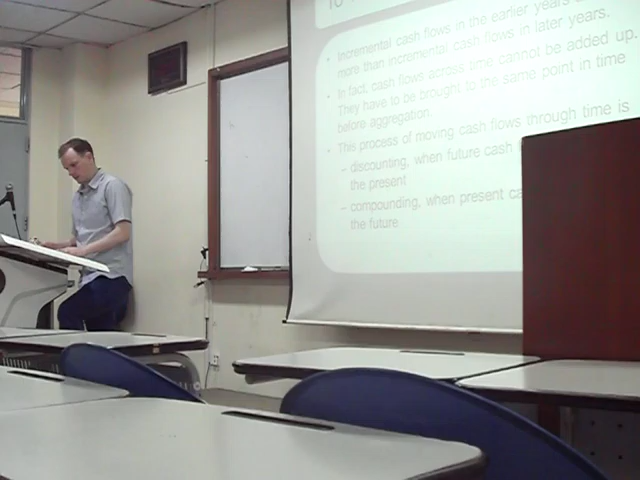 Incremental cash flows in the earlier years
more than incremental cash flows in later years.
In fact, cash flows across time cannot be added up.
They have to be brought to the same point in time
before aggregation.
This process of moving cash flows through time is
– discounting, when future cash
the present
– compounding, when present ca
the future